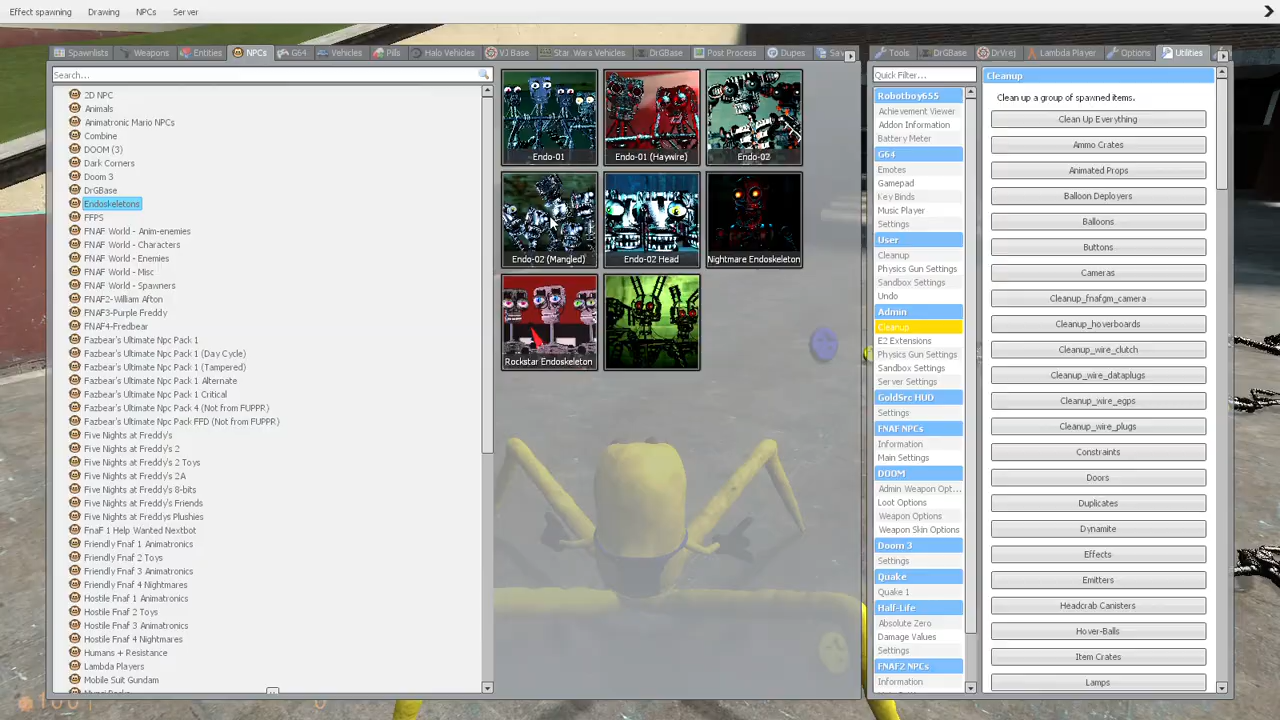 Effect spawning Drawing NPCs Server
Spawnlists Weapons Entities NPCs G64 Vehicles Pills Halo Vehicles VJ Base Star Wars Vehicles DrGBase Post Process Dupes
Search...
2D NPC
Animals
Animatronic Mario NPCs
Combine
DOOM (3)
Dark Corners
Doom 3
DrGBase
Endoskeletons
FFPS
FNAF World - Anim-enemies
FNAF World - Characters
FNAF World - Enemies
FNAF World - Misc
FNAF World - Spawners
FNAF2-William Afton
FNAF3-Purple Freddy
FNAF4-Fredbear
Fazbear's Ultimate Npc Pack 1
Fazbear's Ultimate Npc Pack 1 (Day Cycle)
Fazbear's Ultimate Npc Pack 1 (Tampered)
Fazbear's Ultimate Npc Pack 1 Alternate
Fazbear's Ultimate Npc Pack 1 Critical
Fazbear's Ultimate Npc Pack 4 (Not from FUPPR)
Fazbear's Ultimate Npc Pack FFD (Not from FUPPR)
Five Nights at Freddy's
Five Nights at Freddy's 2
Five Nights at Freddy's 2 Toys
Five Nights at Freddy's 2A
Five Nights at Freddy's 8-bits
Five Nights at Freddy's Friends
Five Nights at Freddys Plushies
FnaF 1 Help Wanted Nextbot
Friendly Fnaf 1 Animatronics
Friendly Fnaf 2 Toys
Friendly Fnaf 3 Animatronics
Friendly Fnaf 4 Nightmares
Hostile Fnaf 1 Animatronics
Hostile Fnaf 2 Toys
Hostile Fnaf 3 Animatronics
Hostile Fnaf 4 Nightmares
Humans + Resistance
Lambda Players
Mobile Suit Gundam
Endo-01 Endo-01 (Haywire) Endo-02
Endo-02 (Mangled) Endo-02 Head Nightmare Endoskeleton
Rockstar Endoskeleton
Tools DrGBase DrVrej Lambda Player Options Utilities
Quick Filter...
Robotboy655
Achievement Viewer
Addon Information
Battery Meter
G64
Emotes
Gamepad
Key Binds
Music Player
Settings
User
Cleanup
Physics Gun Settings
Sandbox Settings
Undo
Admin
Cleanup
E2 Extensions
Physics Gun Settings
Sandbox Settings
Server Settings
GoldSrc HUD
Settings
FNAF NPCs
Information
Main Settings
DOOM
Admin Weapon Opt...
Loot Options
Weapon Options
Weapon Skin Options
Doom 3
Settings
Quake
Quake 1
Half-Life
Absolute Zero
Damage Values
Settings
FNAF2 NPCs
Information
Cleanup
Clean up a group of spawned items.
Clean Up Everything
Ammo Crates
Animated Props
Balloon Deployers
Balloons
Buttons
Cameras
Cleanup_fnafgm_camera
Cleanup_hoverboards
Cleanup_wire_clutch
Cleanup_wire_dataplugs
Cleanup_wire_egps
Cleanup_wire_plugs
Constraints
Doors
Duplicates
Dynamite
Effects
Emitters
Headcrab Canisters
Hover-Balls
Item Crates
Lamps